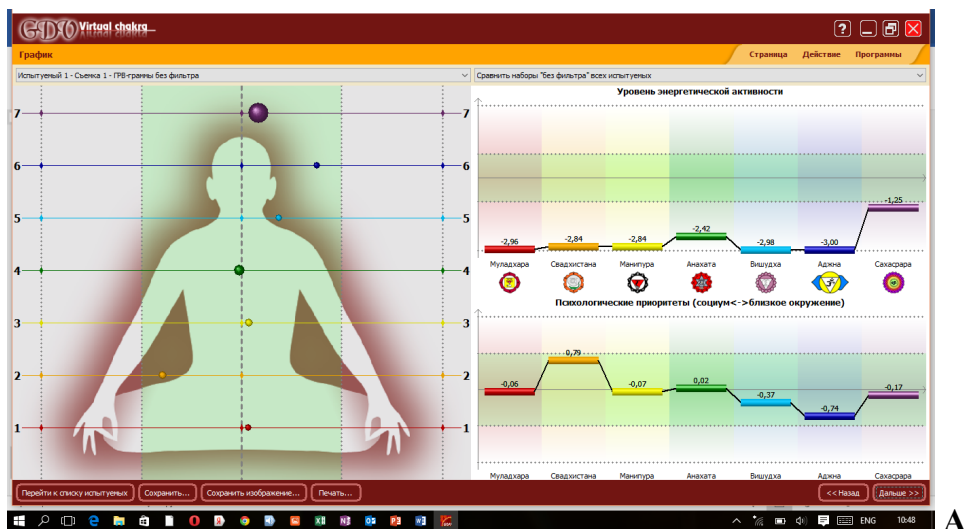 GDV Virtual chakra
График
Страница Действие Программы
Испытуемый 1 - Съемка 1 - ГРВ-граммы без фильтра
Сравнить наборы "без фильтра" всех испытуемых
7 7
6 6
5 5
4 4
3 3
2 2
1 1
Уровень энергетической активности
-2,96 -2,84 -2,84 -2,42 -2,98 -3,00 -1,25
Муладхара Свадхистана Манипура Анахата Вишудха Аджна Сахасрара
Психологические приоритеты (социум<->близкое окружение)
-0,06 0,79 -0,07 0,02 -0,37 -0,74 -0,17
Муладхара Свадхистана Манипура Анахата Вишудха Аджна Сахасрара
Перейти к списку испытуемых Сохранить... Сохранить изображение... Печать... << Назад Дальше >>
ENG 10:48
А